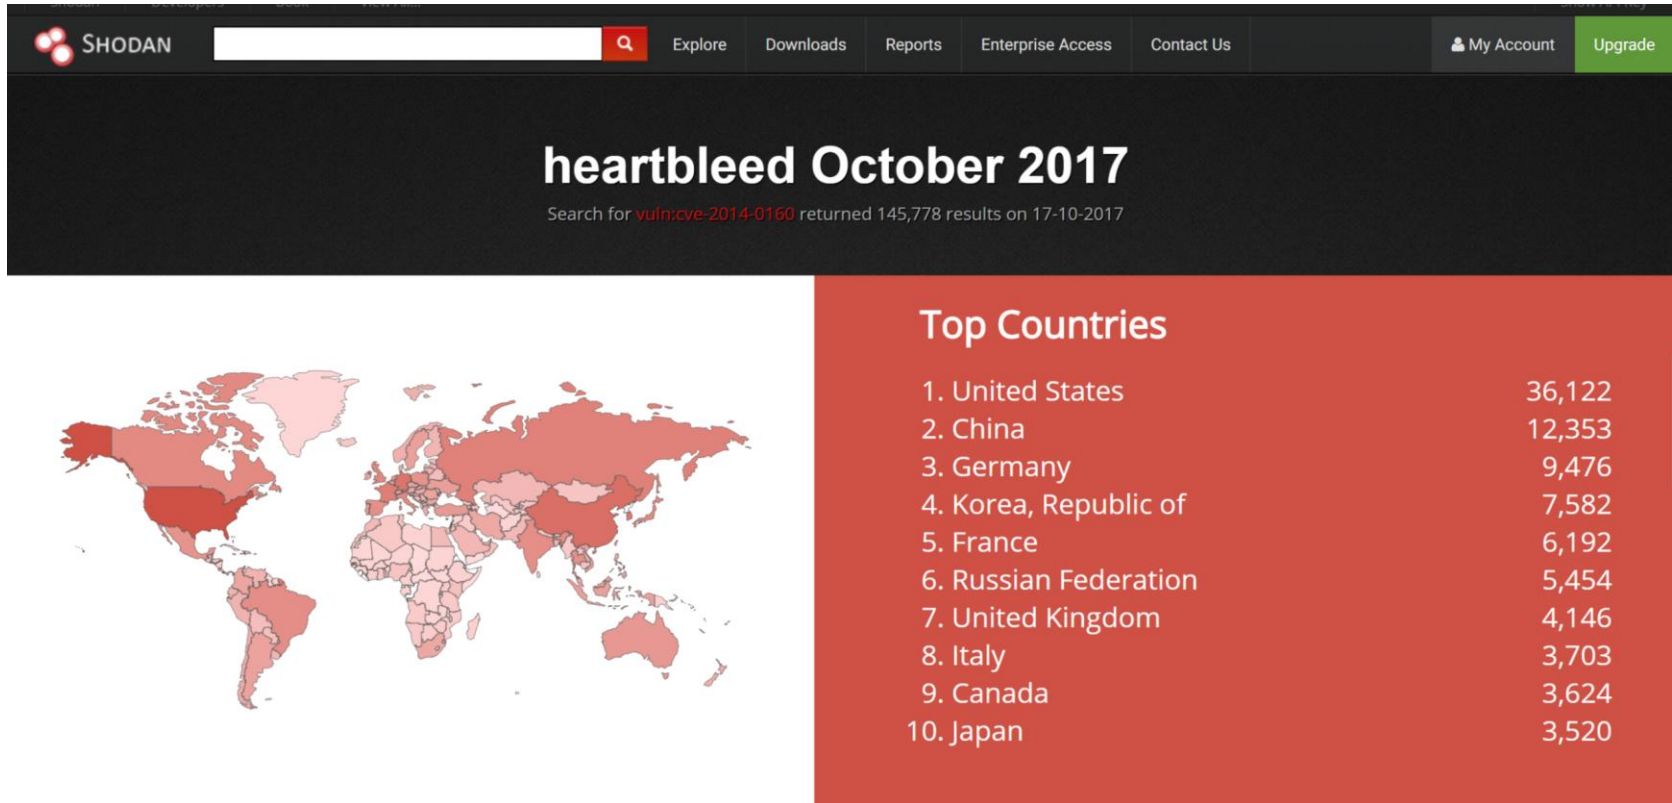 SHODAN
Explore
Downloads
Reports
Enterprise Access
Contact Us
My Account
Upgrade
heartbleed October 2017
Search for vuln:cve-2014-0160 returned 145,778 results on 17-10-2017
Top Countries
1. United States 36,122
2. China 12,353
3. Germany 9,476
4. Korea, Republic of 7,582
5. France 6,192
6. Russian Federation 5,454
7. United Kingdom 4,146
8. Italy 3,703
9. Canada 3,624
10. Japan 3,520